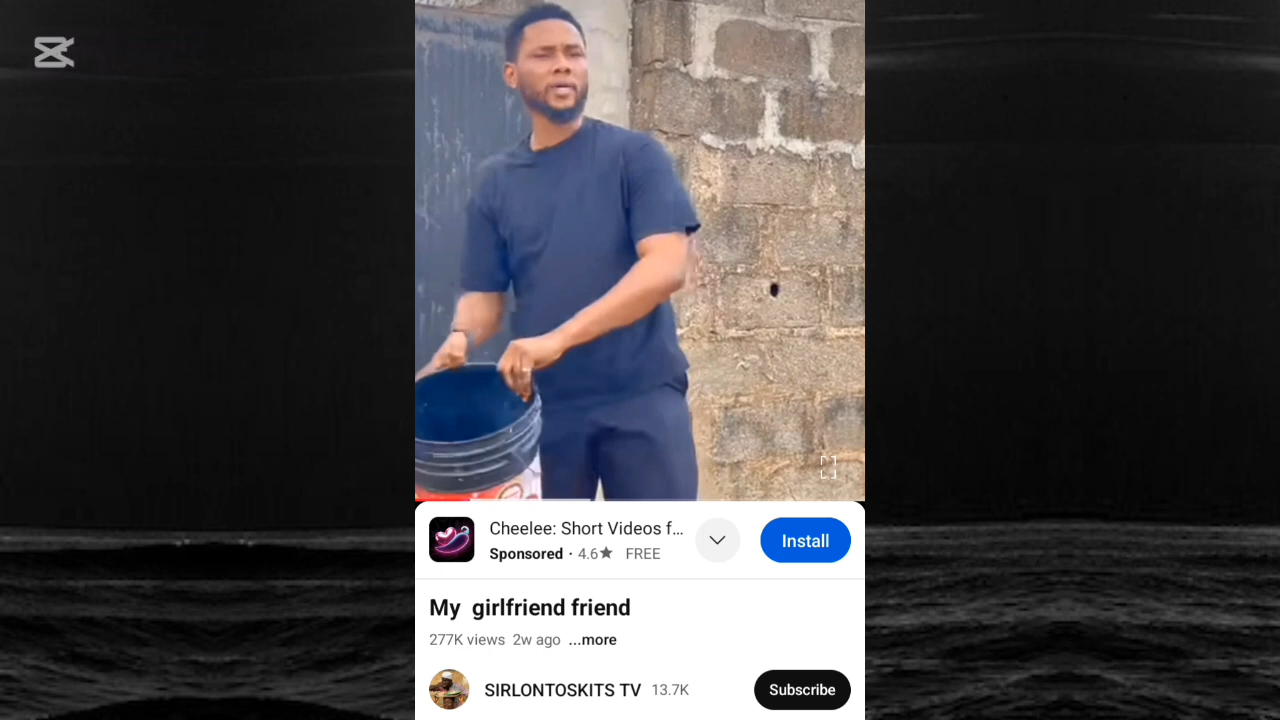 Cheelee: Short Videos f...
Sponsored · 4.6★ FREE
Install
My girlfriend friend
277K views 2w ago ...more
SIRLONTOSKITS TV 13.7K
Subscribe